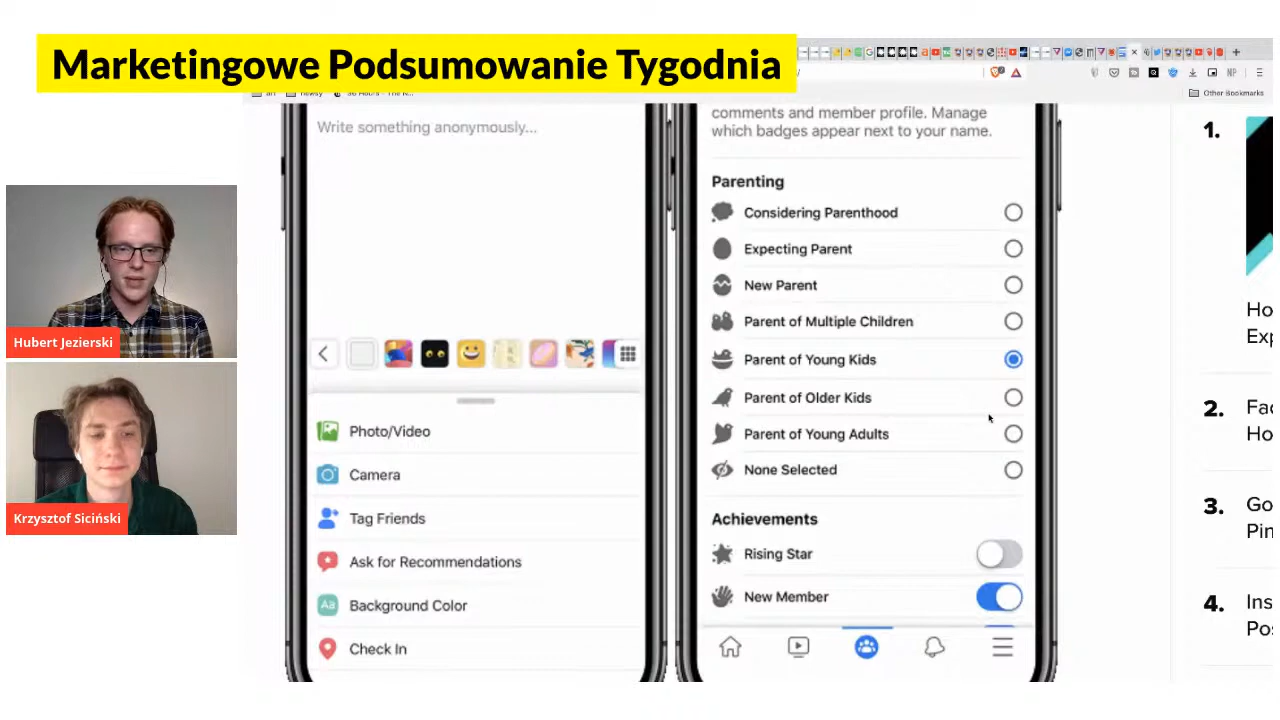 Marketingowe Podsumowanie Tygodnia
NP
Other Bookmarks
Write something anonymously...
Photo/Video
Camera
Tag Friends
Ask for Recommendations
Aa
Background Color
Check In
comments and member profile. Manage
which badges appear next to your name.
Parenting
Considering Parenthood
Expecting Parent
New Parent
Parent of Multiple Children
Parent of Young Kids
Parent of Older Kids
Parent of Young Adults
None Selected
Achievements
Rising Star
New Member
1.
Ho
Exp
2.
Fac
Ho
3.
Go
Pin
4.
Ins
Pos
Hubert Jezierski
Krzysztof Siciński